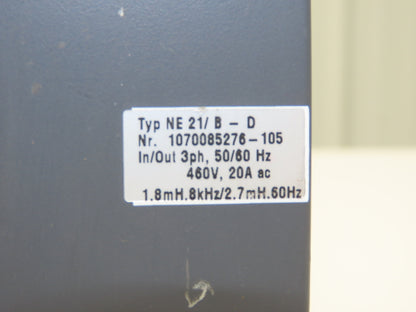 Typ NE 21/ B - D
Nr. 1070085276-105
In/Out 3ph, 50/60 Hz
460V, 20A ac
1.8mH.8kHz/2.7mH.60Hz